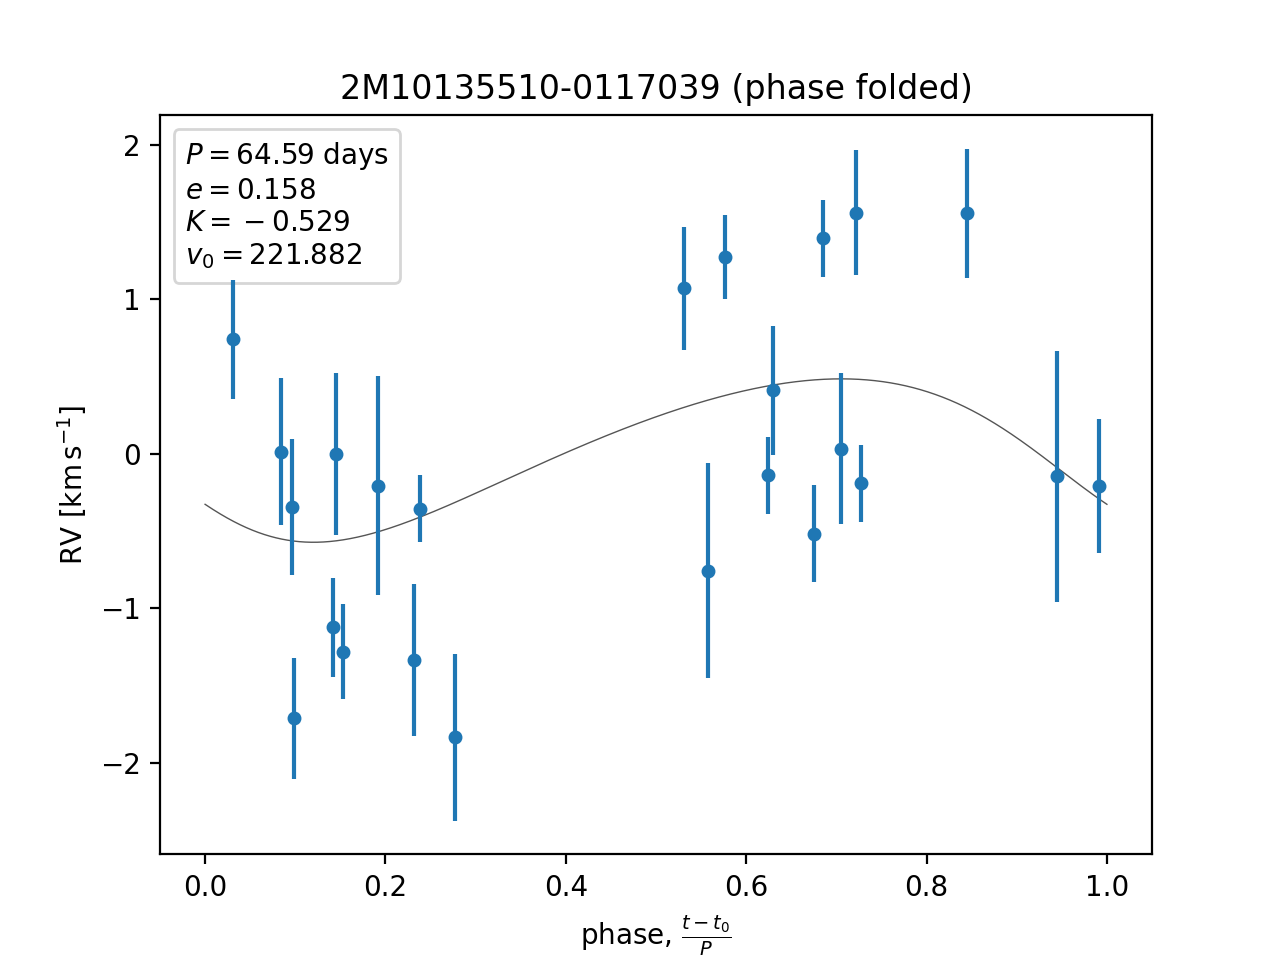 2M10135510-0117039 (phase folded)
P = 64.59 days
e = 0.158
K = −0.529
v₀ = 221.882
2
1
0
−1
−2
RV [km s⁻¹]
0.0 0.2 0.4 0.6 0.8 1.0
phase, (t − t₀)/P